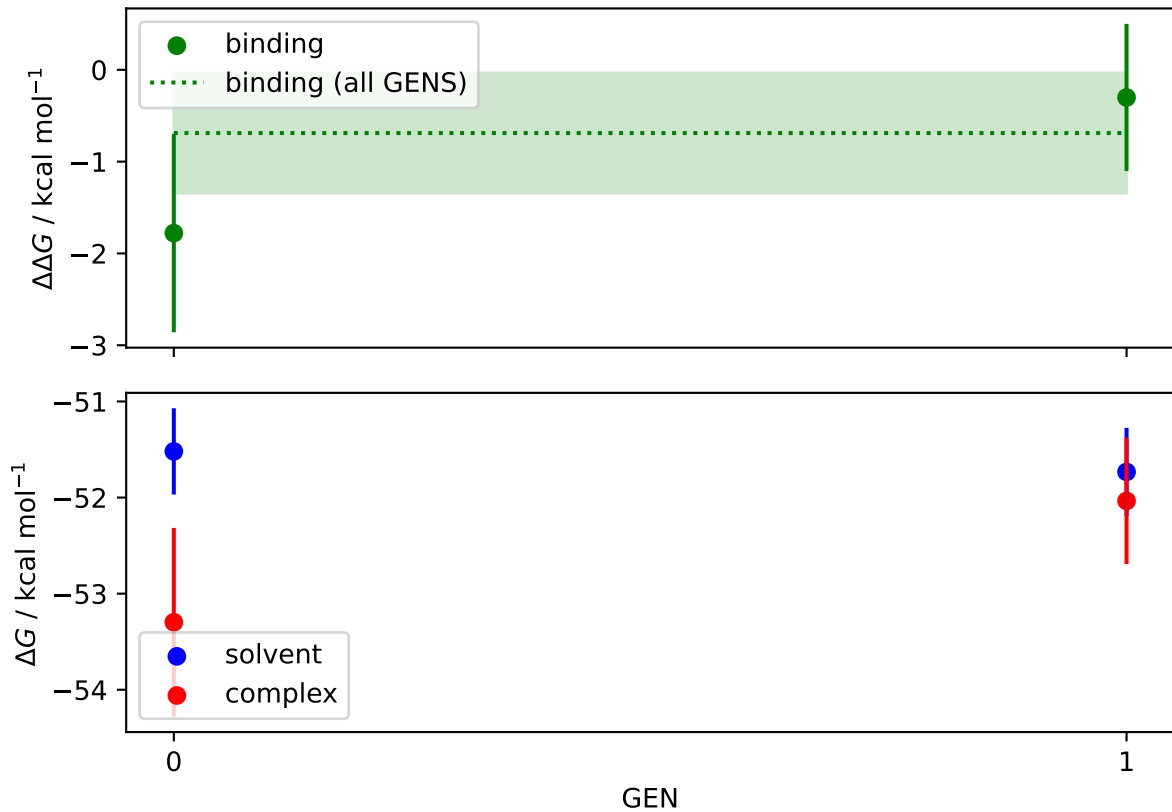 binding
binding (all GENS)
0
−1
−2
−3
ΔΔG / kcal mol⁻¹
−51
−52
−53
−54
ΔG / kcal mol⁻¹
solvent
complex
0
1
GEN